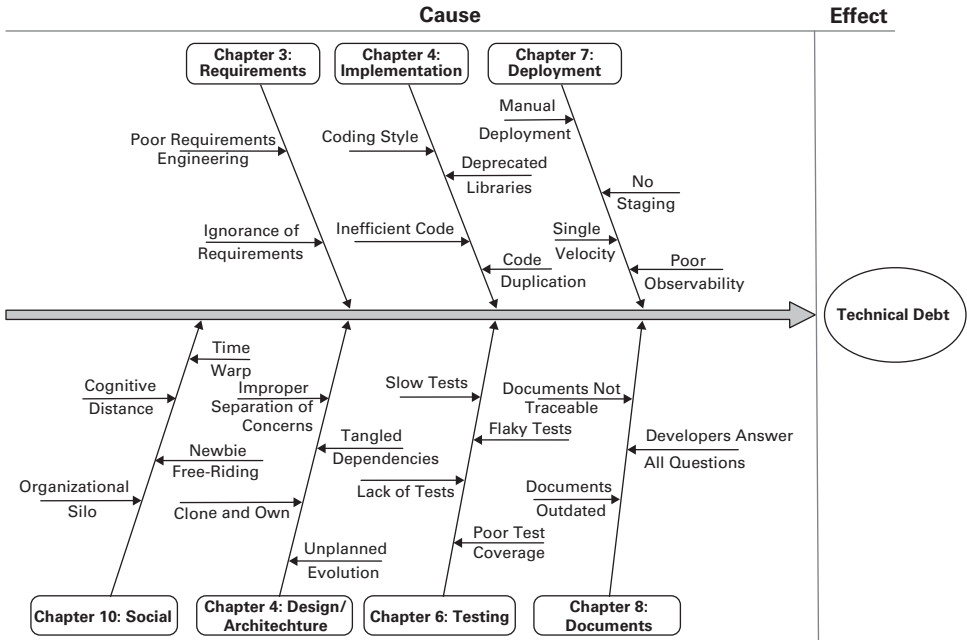 Cause
Effect
Chapter 3:
Requirements
Chapter 4:
Implementation
Chapter 7:
Deployment
Poor Requirements
Engineering
Ignorance of
Requirements
Coding Style
Deprecated
Libraries
Inefficient Code
Code
Duplication
Manual
Deployment
No
Staging
Single
Velocity
Poor
Observability
Technical Debt
Time
Warp
Cognitive
Distance
Newbie
Free-Riding
Organizational
Silo
Improper
Separation of
Concerns
Tangled
Dependencies
Clone and Own
Unplanned
Evolution
Slow Tests
Flaky Tests
Lack of Tests
Poor Test
Coverage
Documents Not
Traceable
Developers Answer
All Questions
Documents
Outdated
Chapter 10: Social
Chapter 4: Design/
Architechture
Chapter 6: Testing
Chapter 8:
Documents